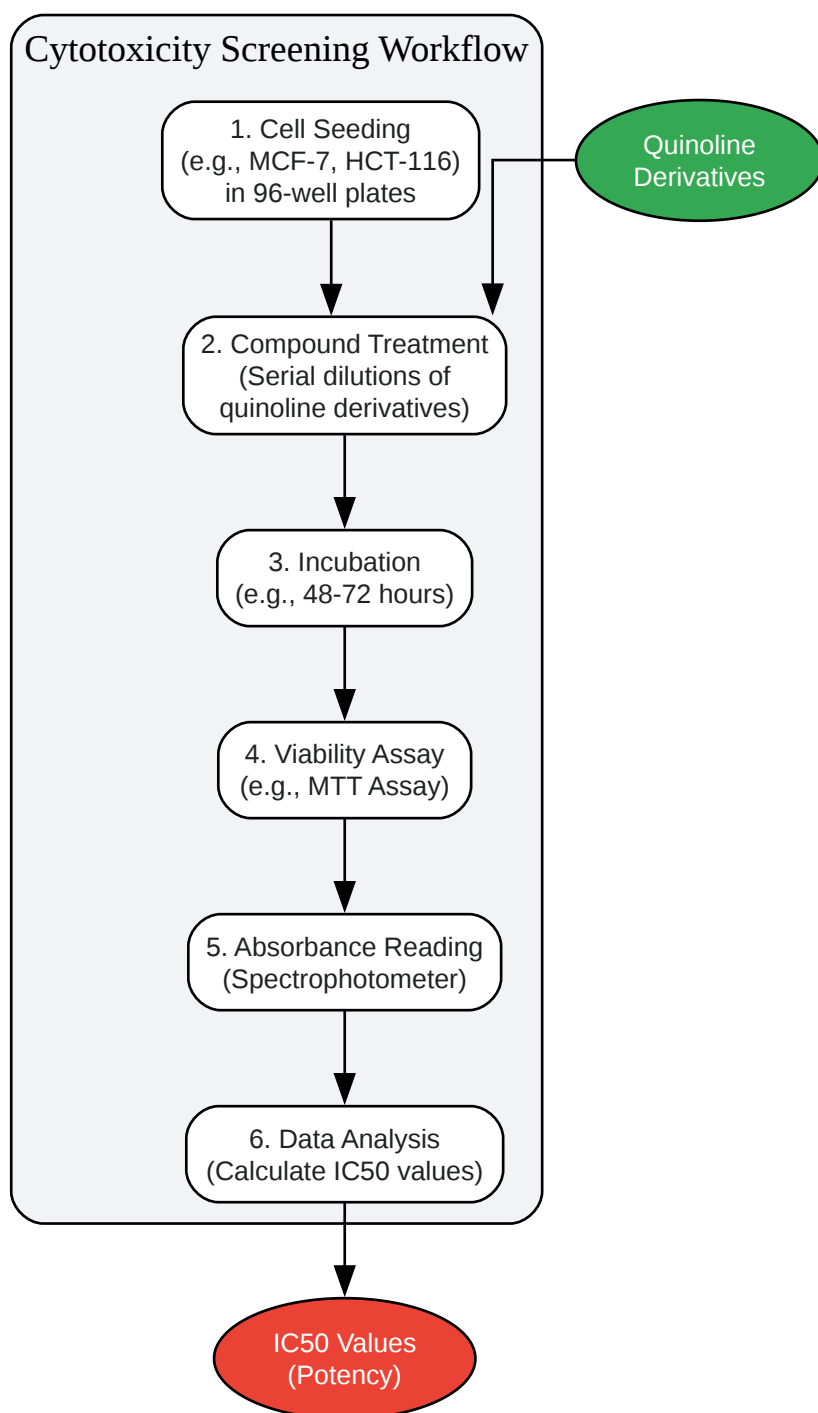 Cytotoxicity Screening Workflow
1. Cell Seeding
(e.g., MCF-7, HCT-116)
in 96-well plates
Quinoline
Derivatives
2. Compound Treatment
(Serial dilutions of
quinoline derivatives)
3. Incubation
(e.g., 48-72 hours)
4. Viability Assay
(e.g., MTT Assay)
5. Absorbance Reading
(Spectrophotometer)
6. Data Analysis
(Calculate IC50 values)
IC50 Values
(Potency)